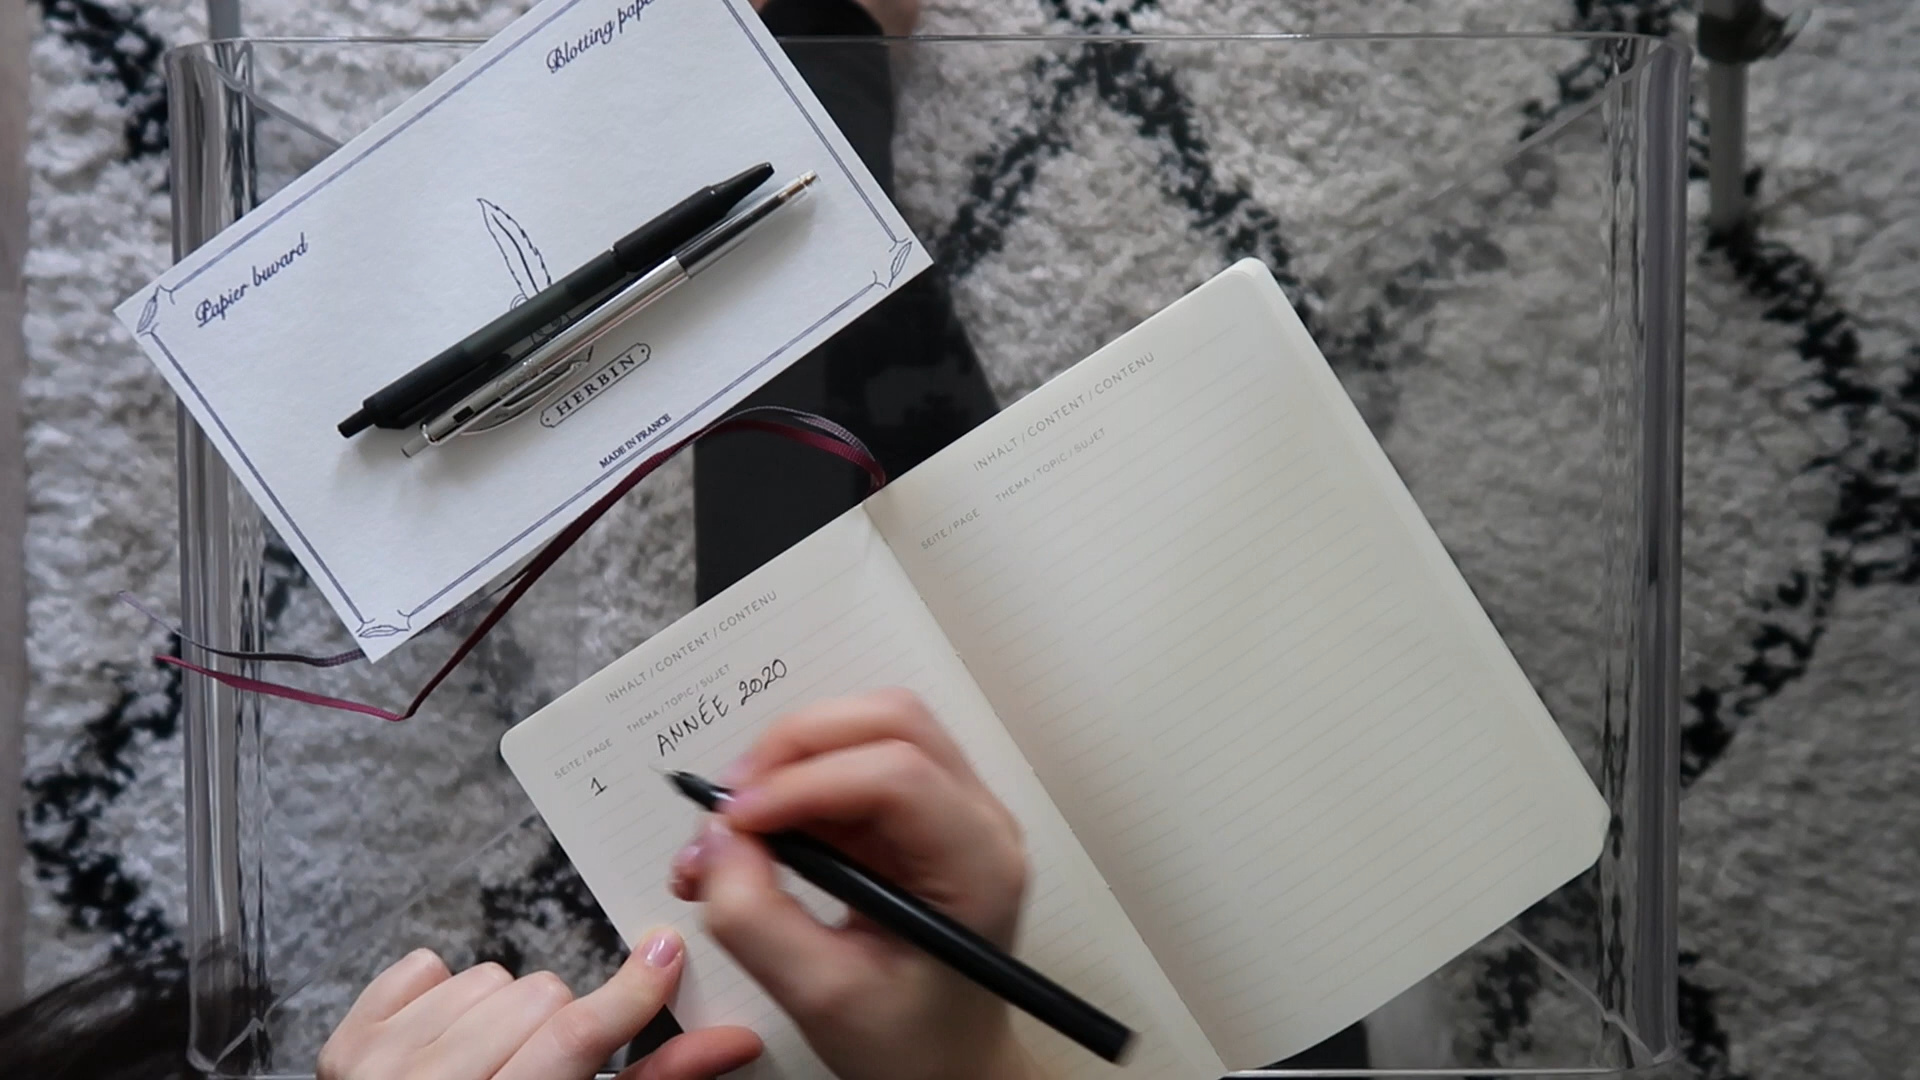 Blotting
Papier buvard
HERBIN
MADE IN FRANCE
INHALT / CONTENT / CONTENU
SEITE / PAGE THEMA / TOPIC / SUJET
1 ANNÉE 2020
INHALT / CONTENT / CONTENU
SEITE / PAGE THEMA / TOPIC / SUJET